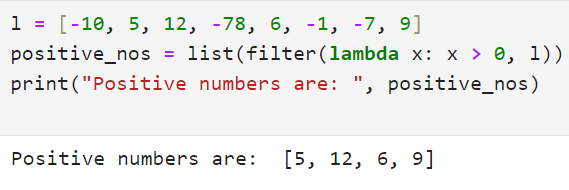 l = [-10, 5, 12, -78, 6, -1, -7, 9]
positive_nos = list(filter(lambda x: x > 0, l))
print("Positive numbers are: ", positive_nos)
Positive numbers are:  [5, 12, 6, 9]